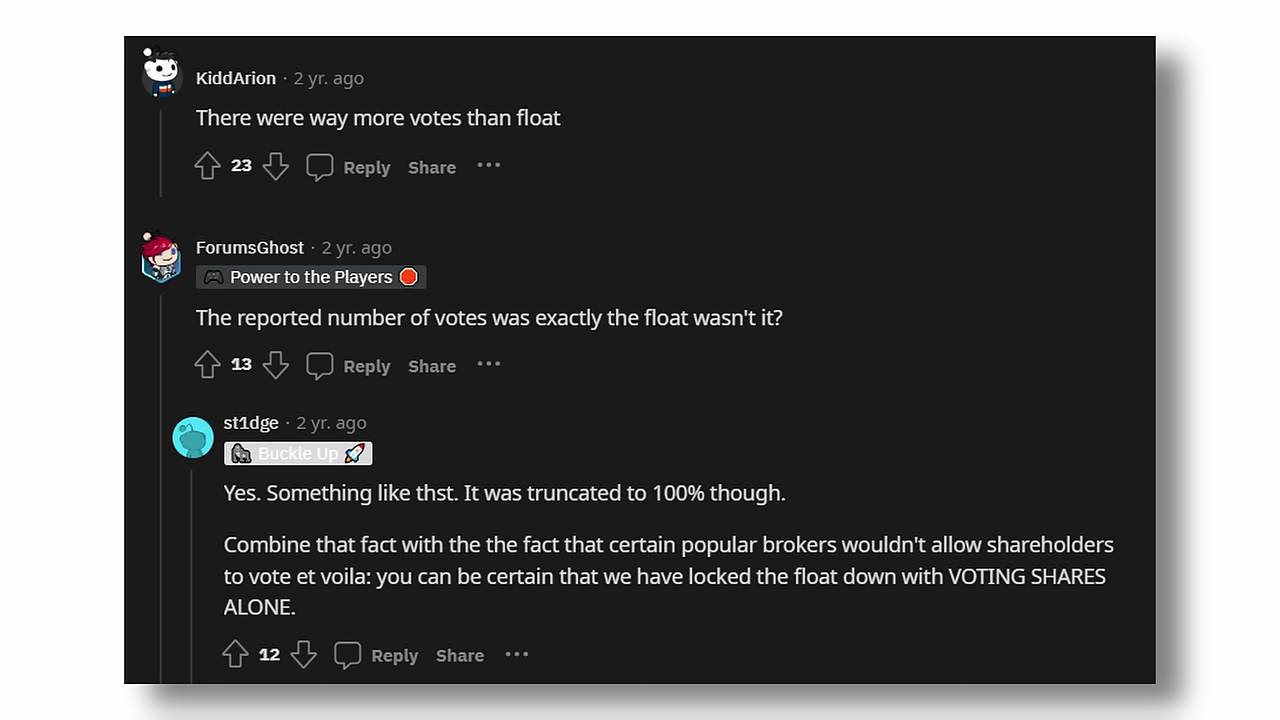 KiddArion · 2 yr. ago
There were way more votes than float
23 Reply Share ···
ForumsGhost · 2 yr. ago
🎮 Power to the Players 🛑
The reported number of votes was exactly the float wasn't it?
13 Reply Share ···
st1dge · 2 yr. ago
🦍 Buckle Up 🚀
Yes. Something like thst. It was truncated to 100% though.
Combine that fact with the the fact that certain popular brokers wouldn't allow shareholders
to vote et voila: you can be certain that we have locked the float down with VOTING SHARES
ALONE.
12 Reply Share ···